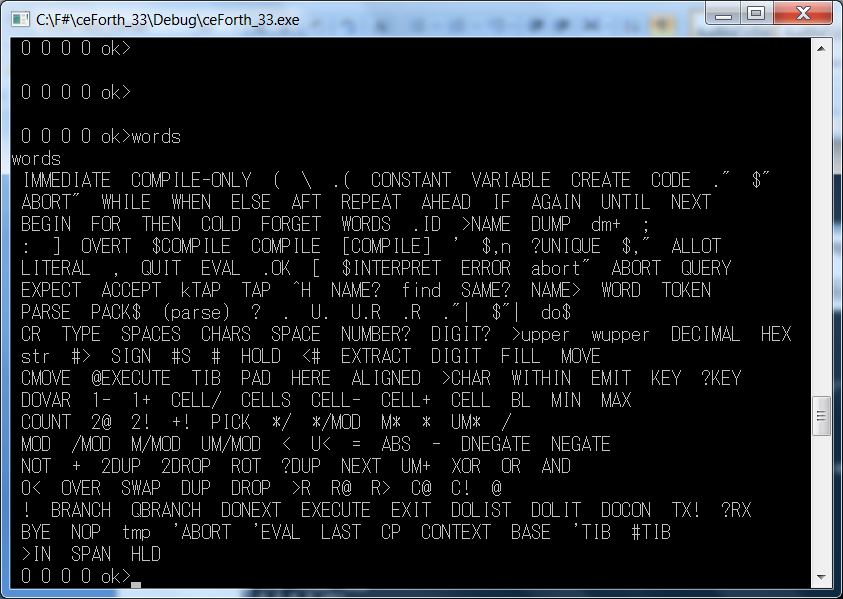 C:\F#\ceForth_33\Debug\ceForth_33.exe
0 0 0 0 ok>
0 0 0 0 ok>
0 0 0 0 ok>words
words
IMMEDIATE COMPILE-ONLY ( \ .( CONSTANT VARIABLE CREATE CODE ." $"
ABORT" WHILE WHEN ELSE AFT REPEAT AHEAD IF AGAIN UNTIL NEXT
BEGIN FOR THEN COLD FORGET WORDS .ID >NAME DUMP dm+ ;
: ] OVERT $COMPILE COMPILE [COMPILE] ' $,n ?UNIQUE $," ALLOT
LITERAL , QUIT EVAL .OK [ $INTERPRET ERROR abort" ABORT QUERY
EXPECT ACCEPT kTAP TAP ^H NAME? find SAME? NAME> WORD TOKEN
PARSE PACK$ (parse) ? . U. U.R .R ."| $"| do$
CR TYPE SPACES CHARS SPACE NUMBER? DIGIT? >upper wupper DECIMAL HEX
str #> SIGN #S # HOLD <# EXTRACT DIGIT FILL MOVE
CMOVE @EXECUTE TIB PAD HERE ALIGNED >CHAR WITHIN EMIT KEY ?KEY
DOVAR 1- 1+ CELL/ CELLS CELL- CELL+ CELL BL MIN MAX
COUNT 2@ 2! +! PICK */ */MOD M* * UM* /
MOD /MOD M/MOD UM/MOD < U< = ABS - DNEGATE NEGATE
NOT + 2DUP 2DROP ROT ?DUP NEXT UM+ XOR OR AND
0< OVER SWAP DUP DROP >R R@ R> C@ C! @
! BRANCH QBRANCH DONEXT EXECUTE EXIT DOLIST DOLIT DOCON TX! ?RX
BYE NOP tmp 'ABORT 'EVAL LAST CP CONTEXT BASE 'TIB #TIB
>IN SPAN HLD
0 0 0 0 ok>